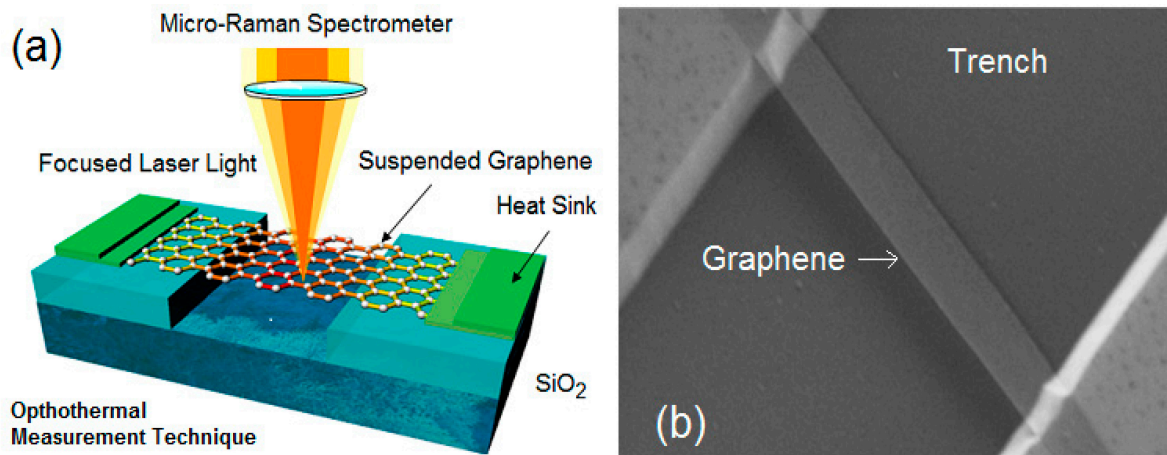 (a)
Micro-Raman Spectrometer
Focused Laser Light
Suspended Graphene
Heat Sink
SiO2
Opthothermal
Measurement Technique
Trench
Graphene
(b)